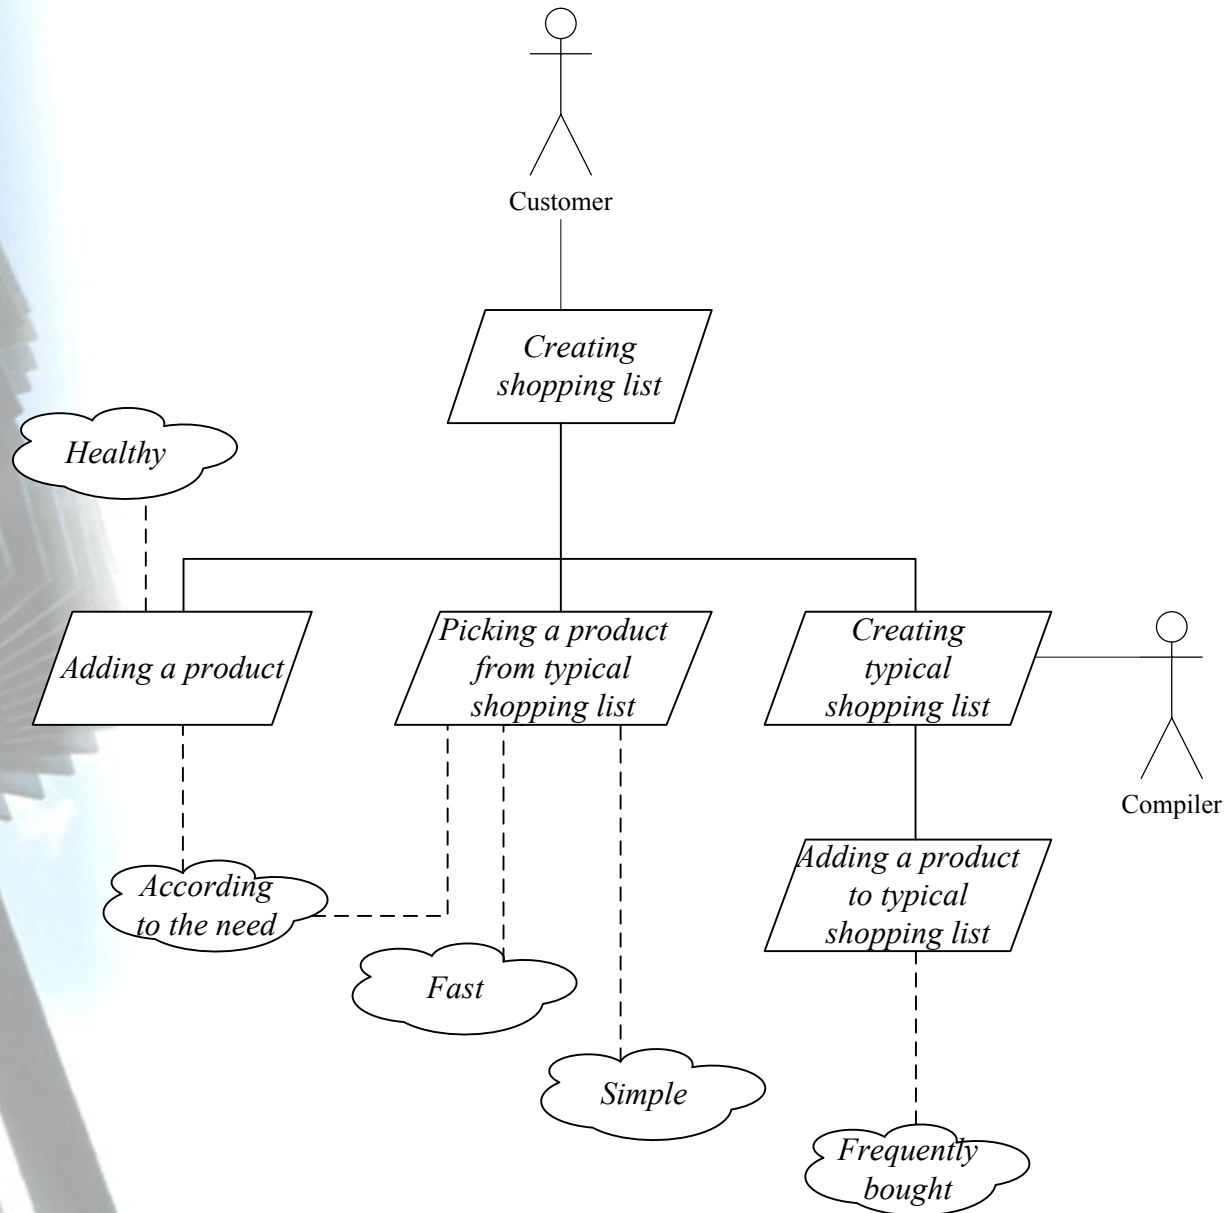 Customer
Creating
shopping list
Healthy
Adding a product
Picking a product
from typical
shopping list
Creating
typical
shopping list
Compiler
According
to the need
Adding a product
to typical
shopping list
Fast
Simple
Frequently
bought